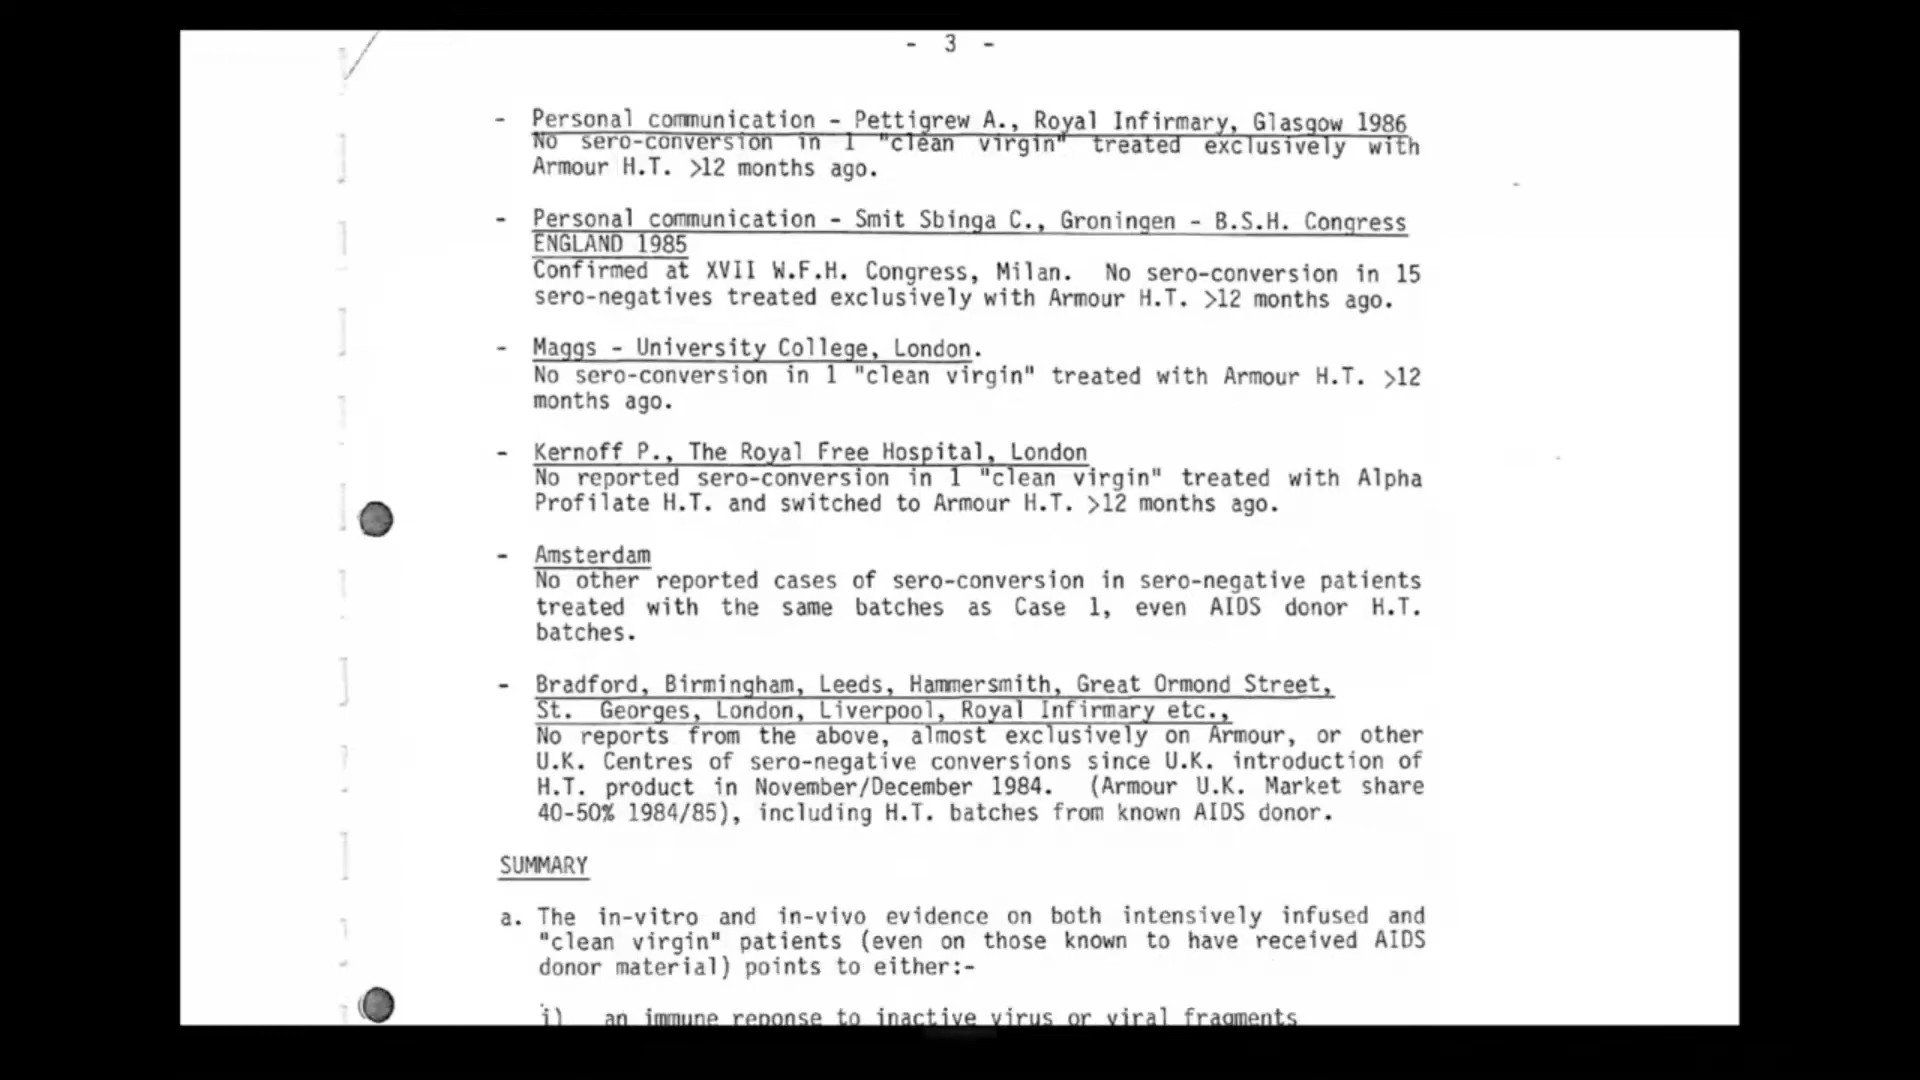 - 3 -
- Personal communication - Pettigrew A., Royal Infirmary, Glasgow 1986
No sero-conversion in 1 "clean virgin" treated exclusively with
Armour H.T. >12 months ago.
- Personal communication - Smit Sbinga C., Groningen - B.S.H. Congress
ENGLAND 1985
Confirmed at XVII W.F.H. Congress, Milan. No sero-conversion in 15
sero-negatives treated exclusively with Armour H.T. >12 months ago.
- Maggs - University College, London.
No sero-conversion in 1 "clean virgin" treated with Armour H.T. >12
months ago.
- Kernoff P., The Royal Free Hospital, London
No reported sero-conversion in 1 "clean virgin" treated with Alpha
Profilate H.T. and switched to Armour H.T. >12 months ago.
- Amsterdam
No other reported cases of sero-conversion in sero-negative patients
treated with the same batches as Case 1, even AIDS donor H.T.
batches.
- Bradford, Birmingham, Leeds, Hammersmith, Great Ormond Street,
St. Georges, London, Liverpool, Royal Infirmary etc.,
No reports from the above, almost exclusively on Armour, or other
U.K. Centres of sero-negative conversions since U.K. introduction of
H.T. product in November/December 1984. (Armour U.K. Market share
40-50% 1984/85), including H.T. batches from known AIDS donor.
SUMMARY
a. The in-vitro and in-vivo evidence on both intensively infused and
"clean virgin" patients (even on those known to have received AIDS
donor material) points to either:-
i) an immune reponse to inactive virus or viral fragments